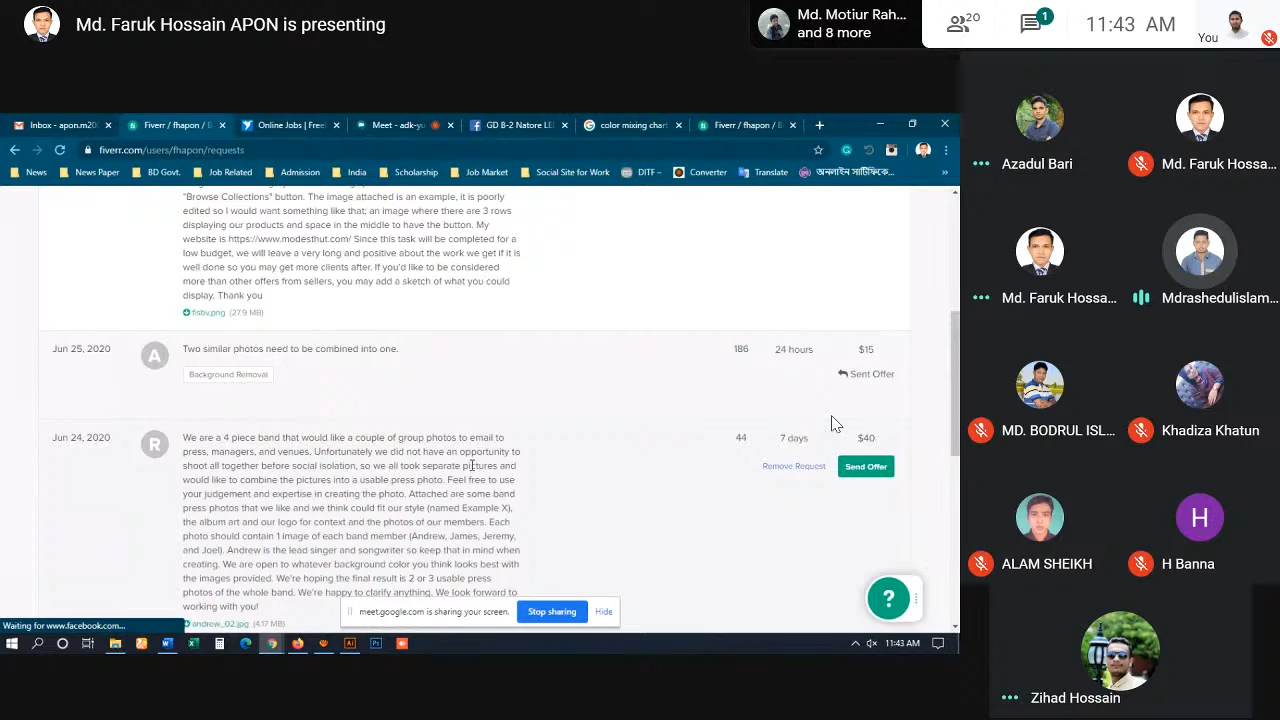 Md. Faruk Hossain APON is presenting
Md. Motiur Rah...
and 8 more
20
1
11:43 AM
You
Inbox - apon.m20
Fiverr / fhapon / B
Online Jobs | Free
Meet - adk-yu
GD B-2 Natore LE
color mixing chart
Fiverr / fhapon / B
fiverr.com/users/fhapon/requests
News
News Paper
BD Govt.
Job Related
Admission
India
Scholarship
Job Market
Social Site for Work
DITF –
Converter
Translate
অনলাইন সার্টিফিকে...
"Browse Collections" button. The image attached is an example, it is poorly
edited so I would want something like that; an image where there are 3 rows
displaying our products and space in the middle to have the button. My
website is https://www.modesthut.com/ Since this task will be completed for a
low budget, we will leave a very long and positive about the work we get if it is
well done so you may get more clients after. If you'd like to be considered
more than other offers from sellers, you may add a sketch of what you could
display. Thank you
fisbv.png (27.9 MB)
Jun 25, 2020
A
Two similar photos need to be combined into one.
186
24 hours
$15
Background Removal
Sent Offer
Jun 24, 2020
R
We are a 4 piece band that would like a couple of group photos to email to
press, managers, and venues. Unfortunately we did not have an opportunity to
shoot all together before social isolation, so we all took separate pictures and
would like to combine the pictures into a usable press photo. Feel free to use
your judgement and expertise in creating the photo. Attached are some band
press photos that we like and we think could fit our style (named Example X),
the album art and our logo for context and the photos of our members. Each
photo should contain 1 image of each band member (Andrew, James, Jeremy,
and Joel). Andrew is the lead singer and songwriter so keep that in mind when
creating. We are open to whatever background color you think looks best with
the images provided. We're hoping the final result is 2 or 3 usable press
photos of the whole band. We're happy to clarify anything. We look forward to
working with you!
44
7 days
$40
Remove Request
Send Offer
andrew_02.jpg (4.17 MB)
?
meet.google.com is sharing your screen.
Stop sharing
Hide
Waiting for www.facebook.com...
11:43 AM
Azadul Bari
Md. Faruk Hossa...
Md. Faruk Hossa...
Mdrashedulislam...
MD. BODRUL ISL...
Khadiza Khatun
ALAM SHEIKH
H
H Banna
Zihad Hossain